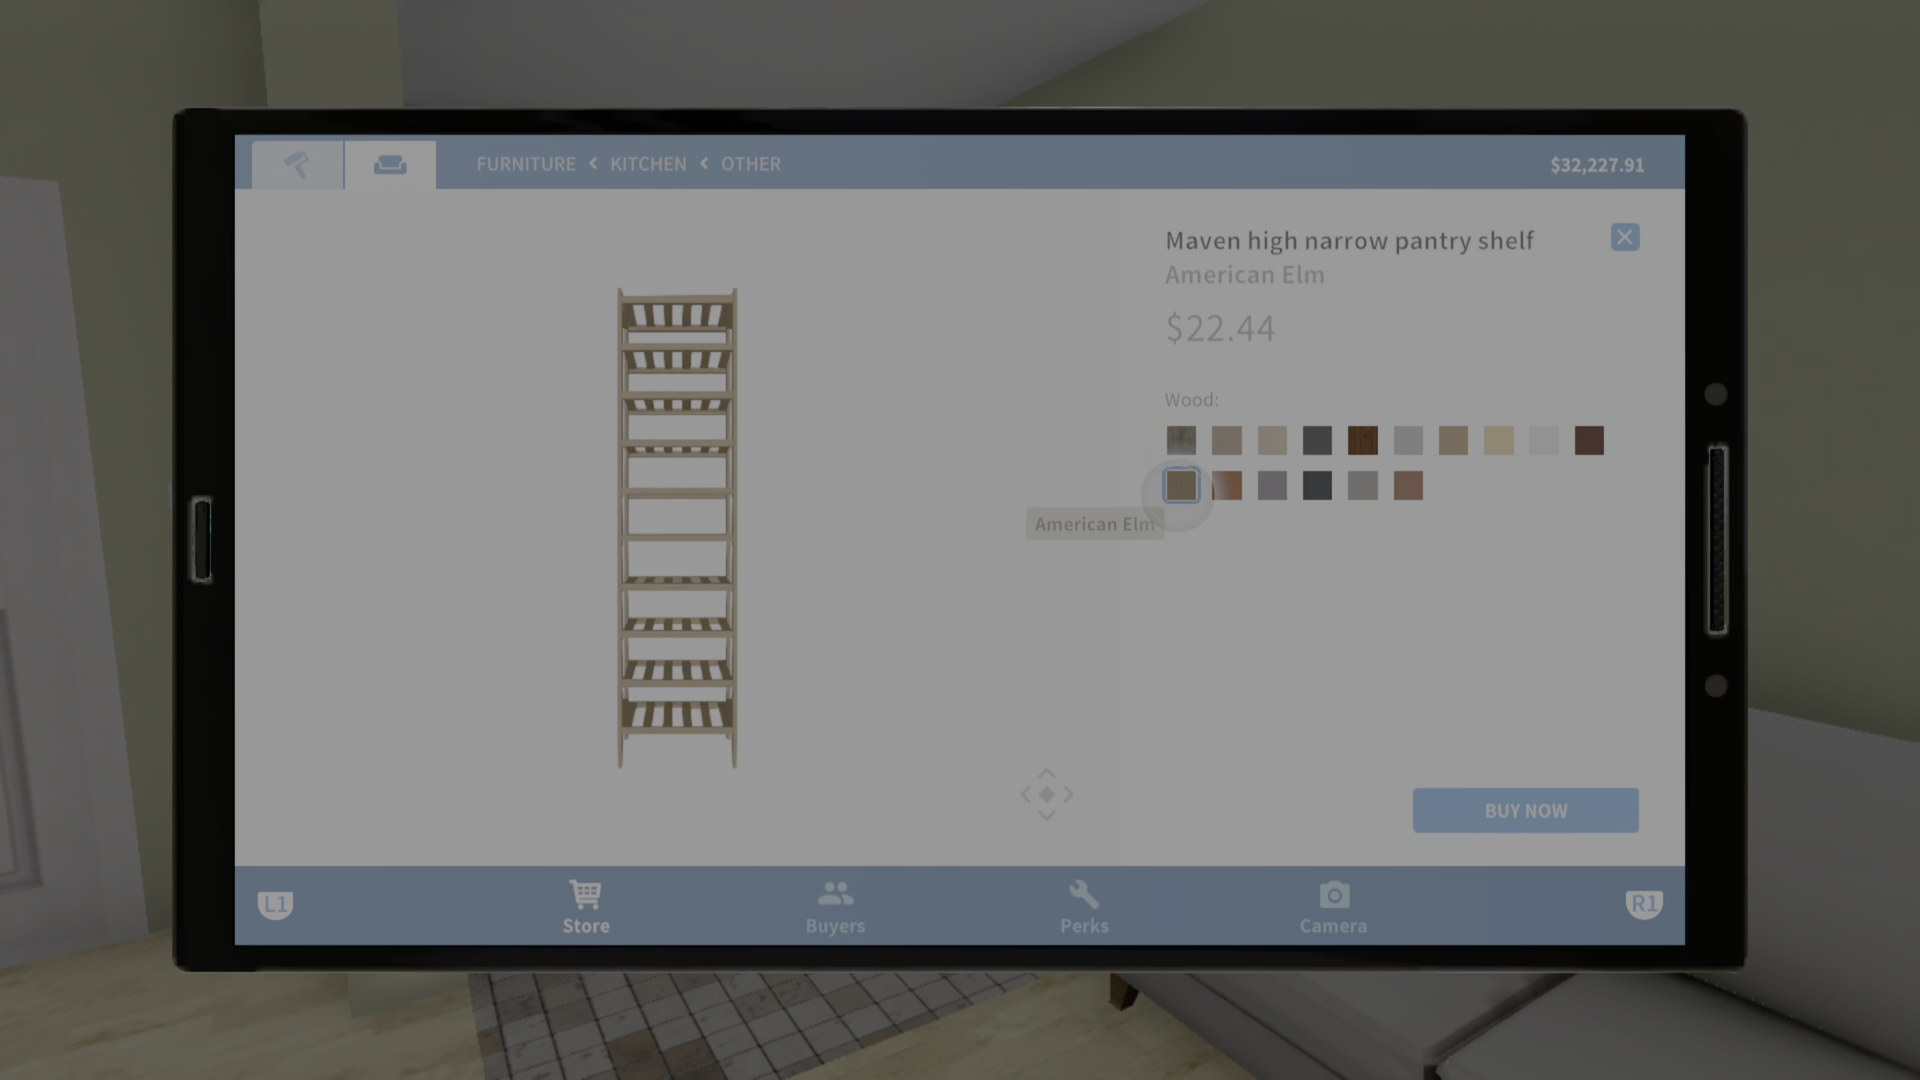 FURNITURE < KITCHEN < OTHER
$32,227.91
Maven high narrow pantry shelf
American Elm
$22.44
Wood:
American Elm
BUY NOW
L1
Store
Buyers
Perks
Camera
R1